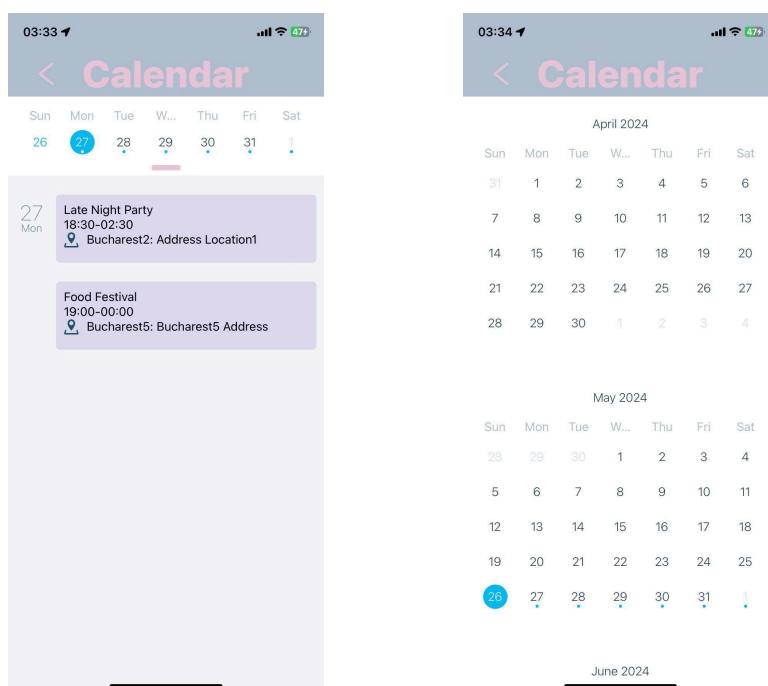 03:33
47
< Calendar
Sun Mon Tue W... Thu Fri Sat
26 27 28 29 30 31 1
27
Mon
Late Night Party
18:30-02:30
Bucharest2: Address Location1
Food Festival
19:00-00:00
Bucharest5: Bucharest5 Address
03:34
47
< Calendar
April 2024
Sun Mon Tue W... Thu Fri Sat
31 1 2 3 4 5 6
7 8 9 10 11 12 13
14 15 16 17 18 19 20
21 22 23 24 25 26 27
28 29 30 1 2 3 4
May 2024
Sun Mon Tue W... Thu Fri Sat
28 29 30 1 2 3 4
5 6 7 8 9 10 11
12 13 14 15 16 17 18
19 20 21 22 23 24 25
26 27 28 29 30 31 1
June 2024